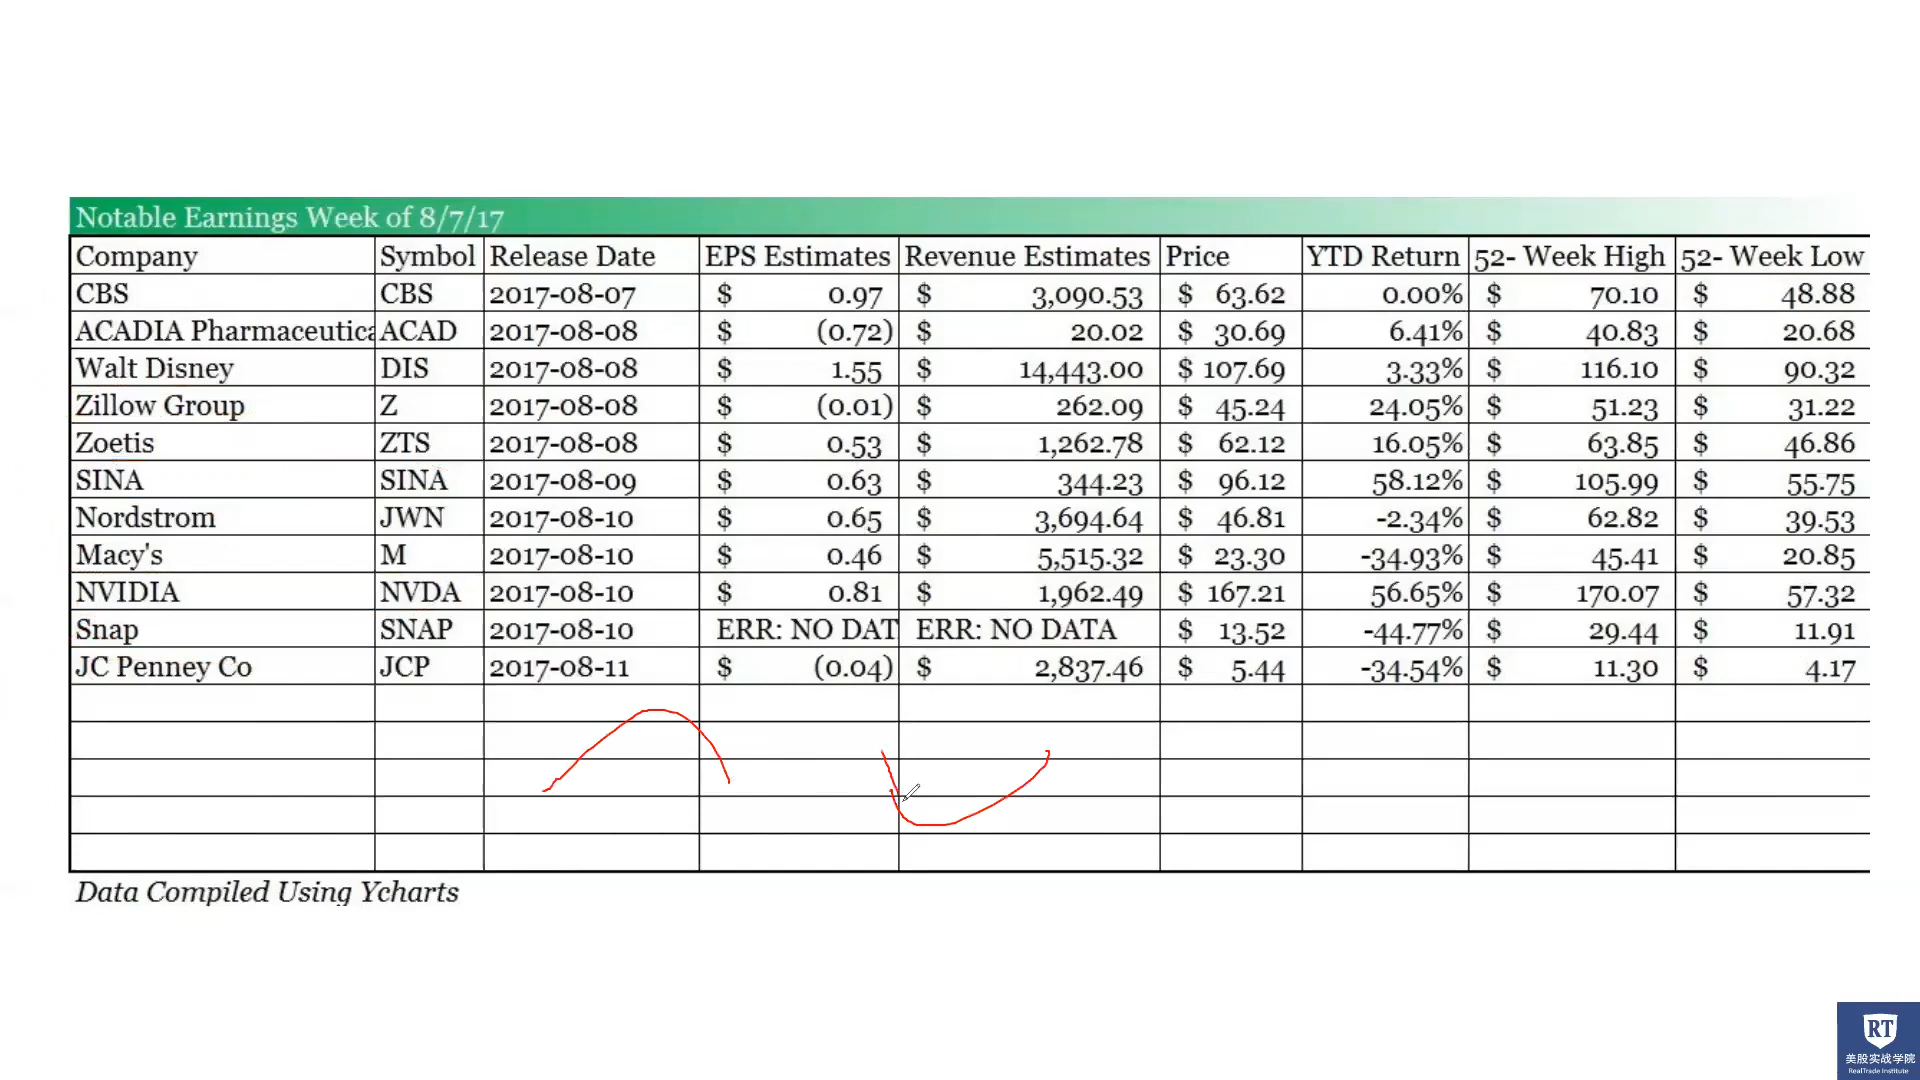 Notable Earnings Week of 8/7/17
Company Symbol Release Date EPS Estimates Revenue Estimates Price YTD Return 52- Week High 52- Week Low
CBS CBS 2017-08-07 $ 0.97 $ 3,090.53 $ 63.62 0.00% $ 70.10 $ 48.88
ACADIA Pharmaceutica ACAD 2017-08-08 $ (0.72) $ 20.02 $ 30.69 6.41% $ 40.83 $ 20.68
Walt Disney DIS 2017-08-08 $ 1.55 $ 14,443.00 $ 107.69 3.33% $ 116.10 $ 90.32
Zillow Group Z 2017-08-08 $ (0.01) $ 262.09 $ 45.24 24.05% $ 51.23 $ 31.22
Zoetis ZTS 2017-08-08 $ 0.53 $ 1,262.78 $ 62.12 16.05% $ 63.85 $ 46.86
SINA SINA 2017-08-09 $ 0.63 $ 344.23 $ 96.12 58.12% $ 105.99 $ 55.75
Nordstrom JWN 2017-08-10 $ 0.65 $ 3,694.64 $ 46.81 -2.34% $ 62.82 $ 39.53
Macy's M 2017-08-10 $ 0.46 $ 5,515.32 $ 23.30 -34.93% $ 45.41 $ 20.85
NVIDIA NVDA 2017-08-10 $ 0.81 $ 1,962.49 $ 167.21 56.65% $ 170.07 $ 57.32
Snap SNAP 2017-08-10 ERR: NO DAT ERR: NO DATA $ 13.52 -44.77% $ 29.44 $ 11.91
JC Penney Co JCP 2017-08-11 $ (0.04) $ 2,837.46 $ 5.44 -34.54% $ 11.30 $ 4.17
Data Compiled Using Ycharts
RT
美股实战学院
RealTrade Institute